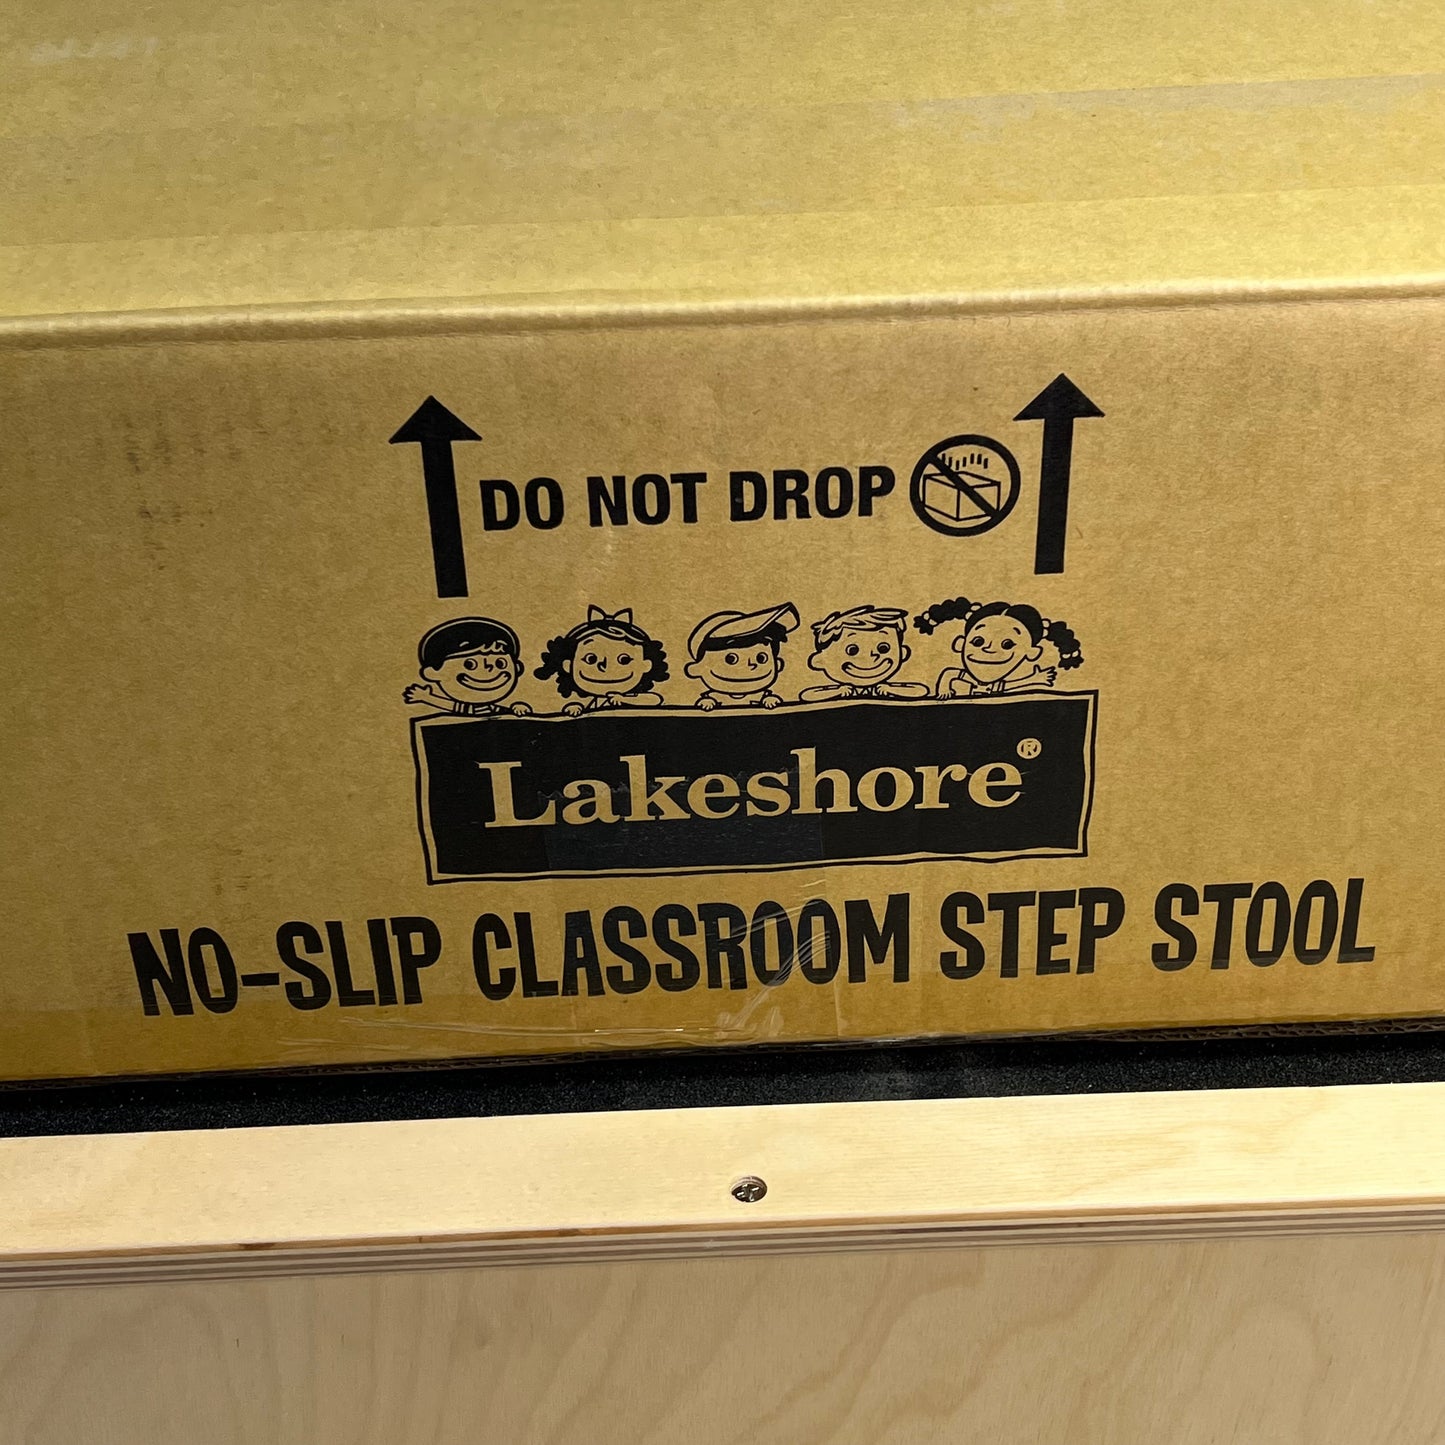 DO NOT DROP
Lakeshore®
NO-SLIP CLASSROOM STEP STOOL